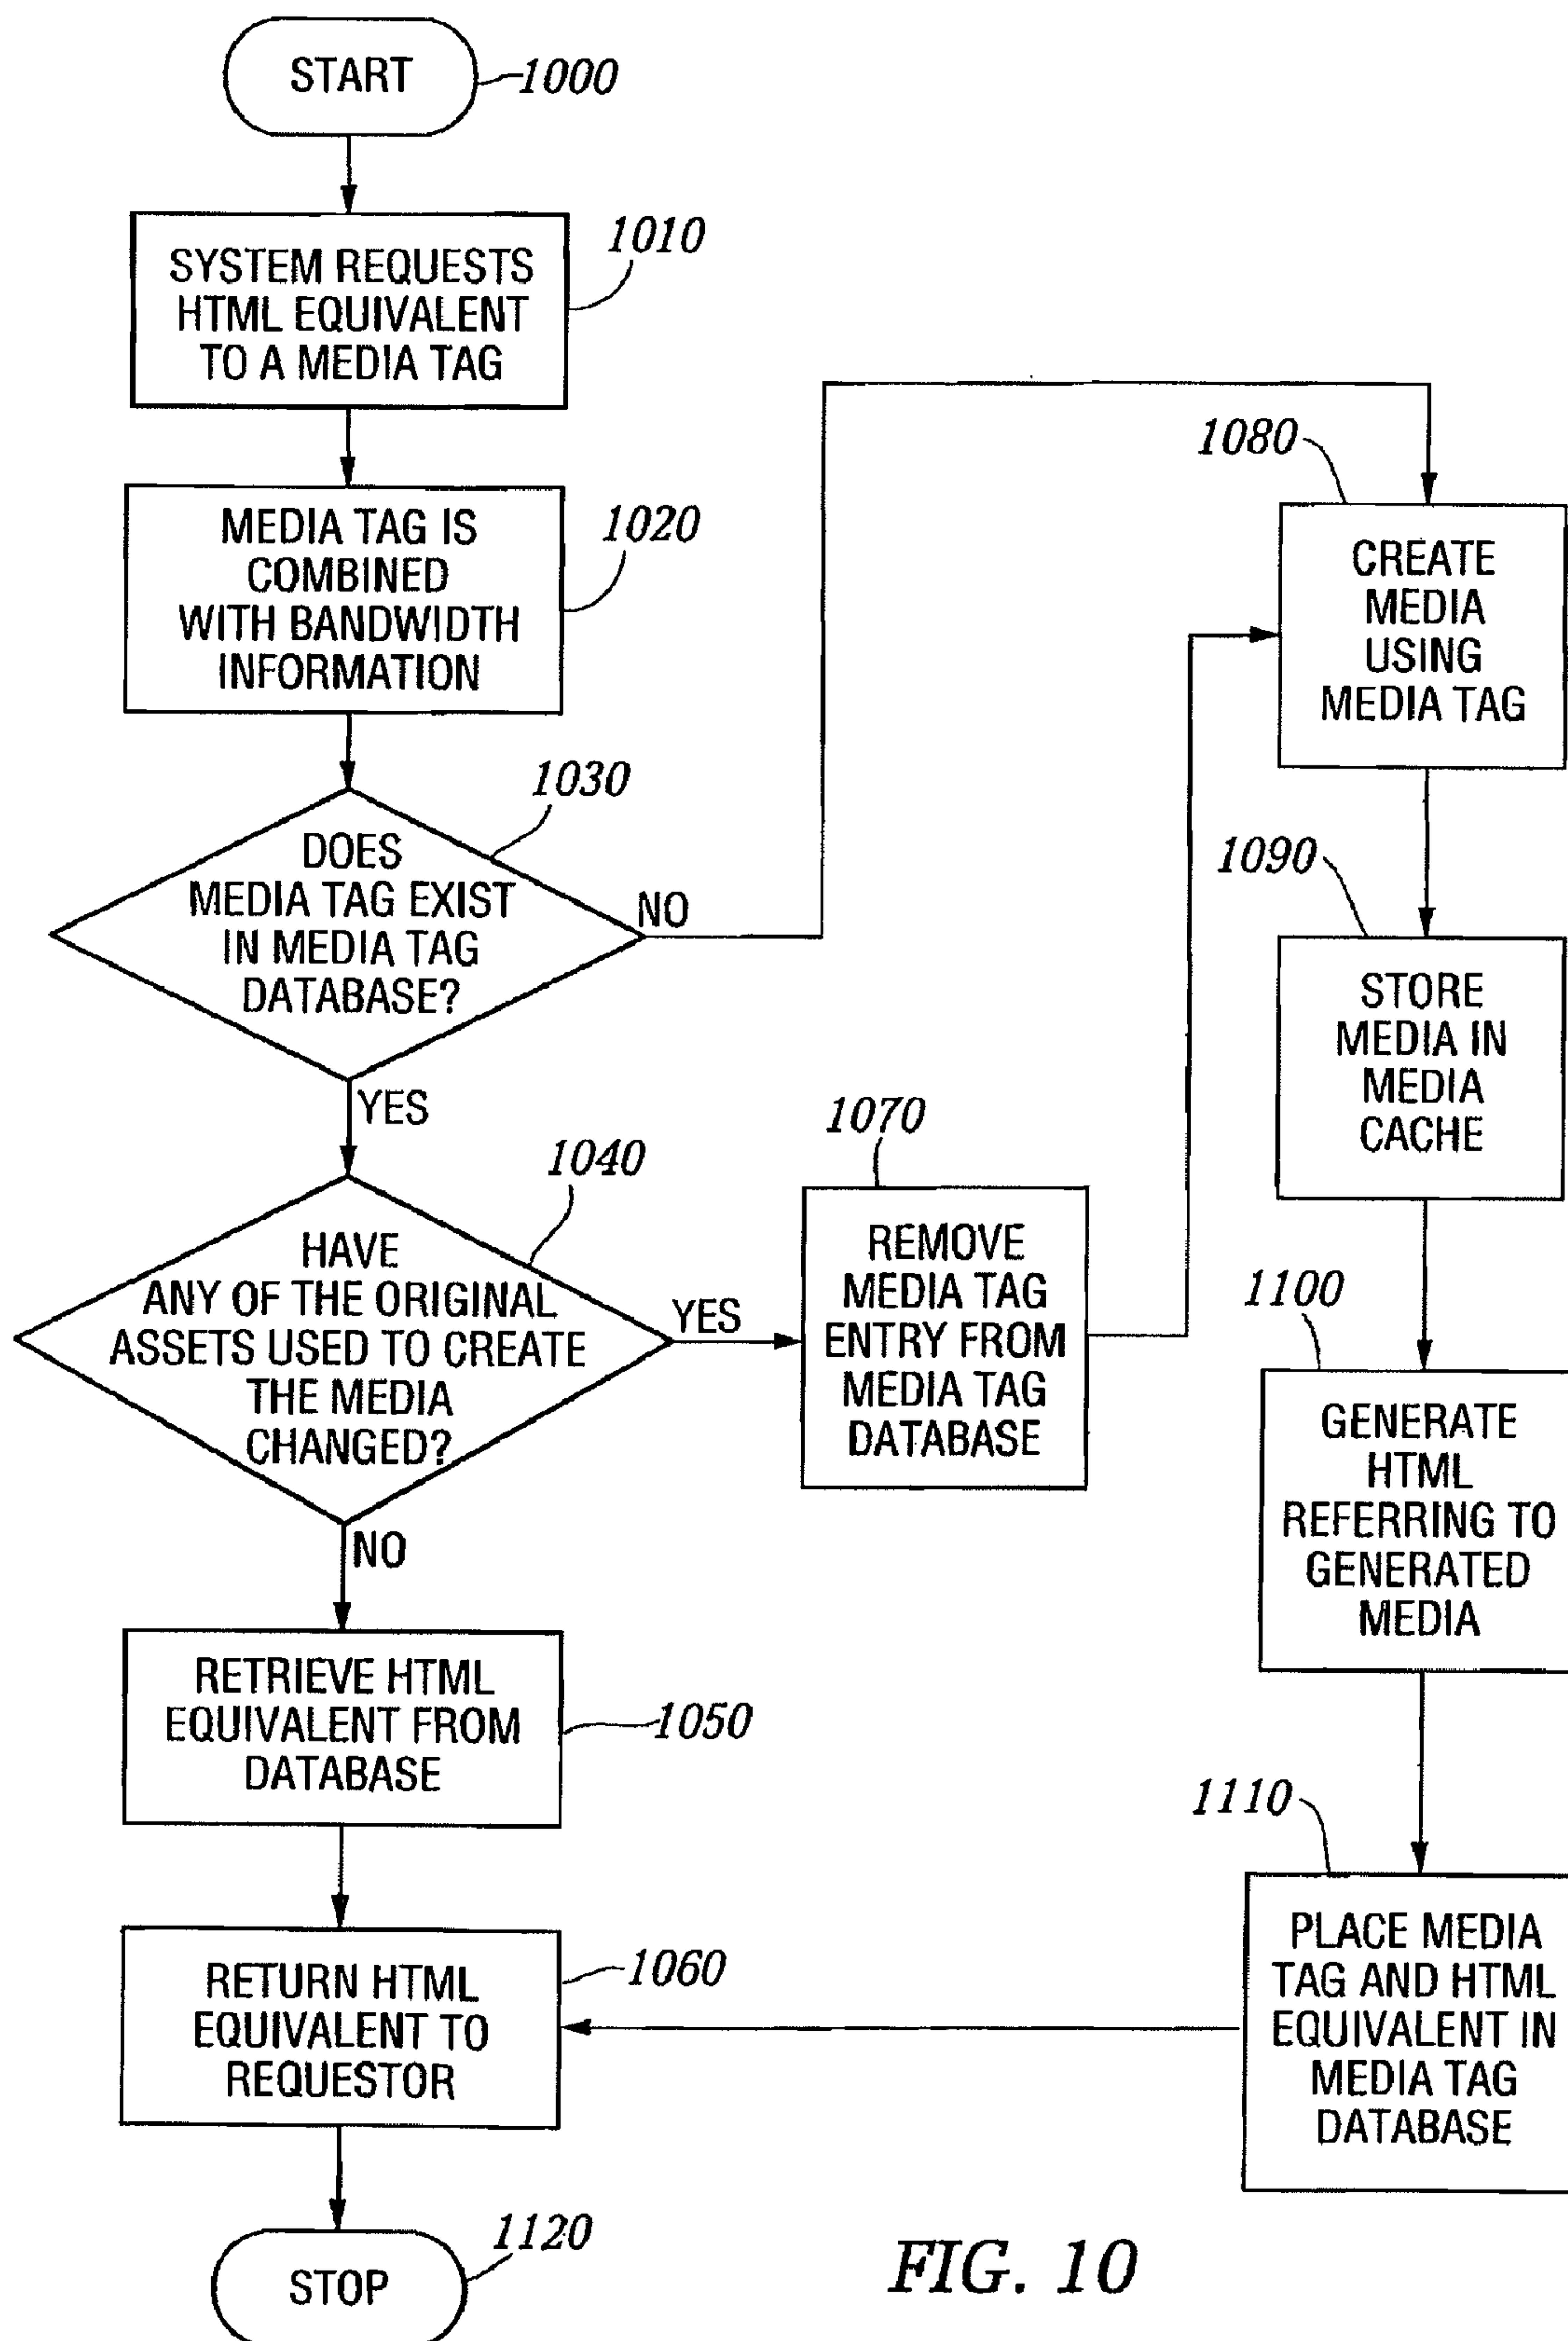 START
1000
SYSTEM REQUESTS
HTML EQUIVALENT
TO A MEDIA TAG
1010
MEDIA TAG IS
COMBINED
WITH BANDWIDTH
INFORMATION
1020
DOES
MEDIA TAG EXIST
IN MEDIA TAG
DATABASE?
1030
NO
YES
HAVE
ANY OF THE ORIGINAL
ASSETS USED TO CREATE
THE MEDIA
CHANGED?
1040
YES
NO
RETRIEVE HTML
EQUIVALENT FROM
DATABASE
1050
RETURN HTML
EQUIVALENT TO
REQUESTOR
1060
STOP
1120
REMOVE
MEDIA TAG
ENTRY FROM
MEDIA TAG
DATABASE
1070
CREATE
MEDIA
USING
MEDIA TAG
1080
STORE
MEDIA IN
MEDIA
CACHE
1090
GENERATE
HTML
REFERRING TO
GENERATED
MEDIA
1100
PLACE MEDIA
TAG AND HTML
EQUIVALENT IN
MEDIA TAG
DATABASE
1110
FIG. 10